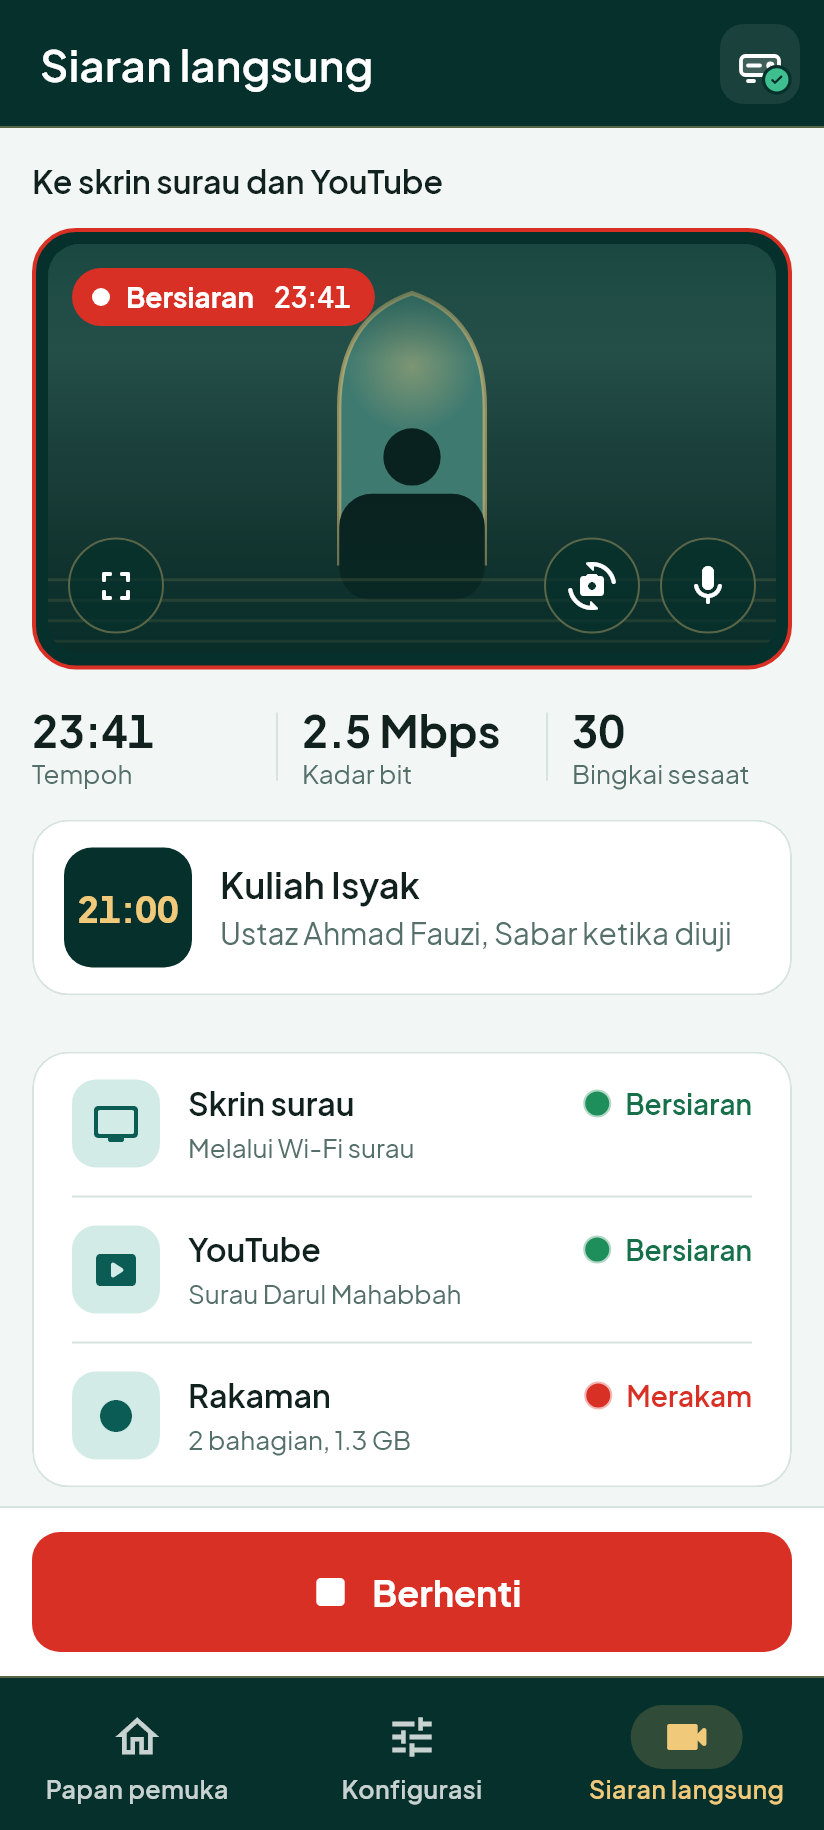 Siaran langsung
Ke skrin surau dan YouTube
Bersiaran 23:41
23:41
Tempoh
2.5 Mbps
Kadar bit
30
Bingkai sesaat
21:00
Kuliah Isyak
Ustaz Ahmad Fauzi, Sabar ketika diuji
Skrin surau
Melalui Wi-Fi surau
Bersiaran
YouTube
Surau Darul Mahabbah
Bersiaran
Rakaman
2 bahagian, 1.3 GB
Merakam
Berhenti
Papan pemuka
Konfigurasi
Siaran langsung